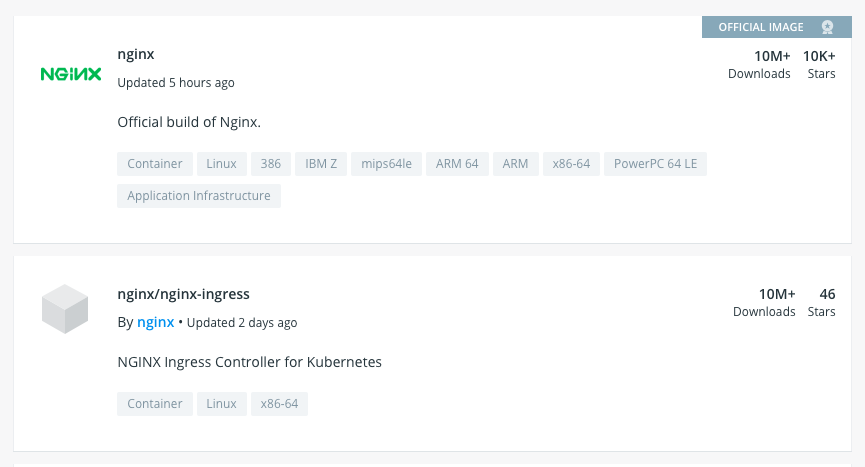 OFFICIAL IMAGE
NGINX
nginx
10M+ 10K+
Downloads Stars
Updated 5 hours ago
Official build of Nginx.
Container Linux 386 IBM Z mips64le ARM 64 ARM x86-64 PowerPC 64 LE
Application Infrastructure
nginx/nginx-ingress
10M+ 46
Downloads Stars
By nginx • Updated 2 days ago
NGINX Ingress Controller for Kubernetes
Container Linux x86-64